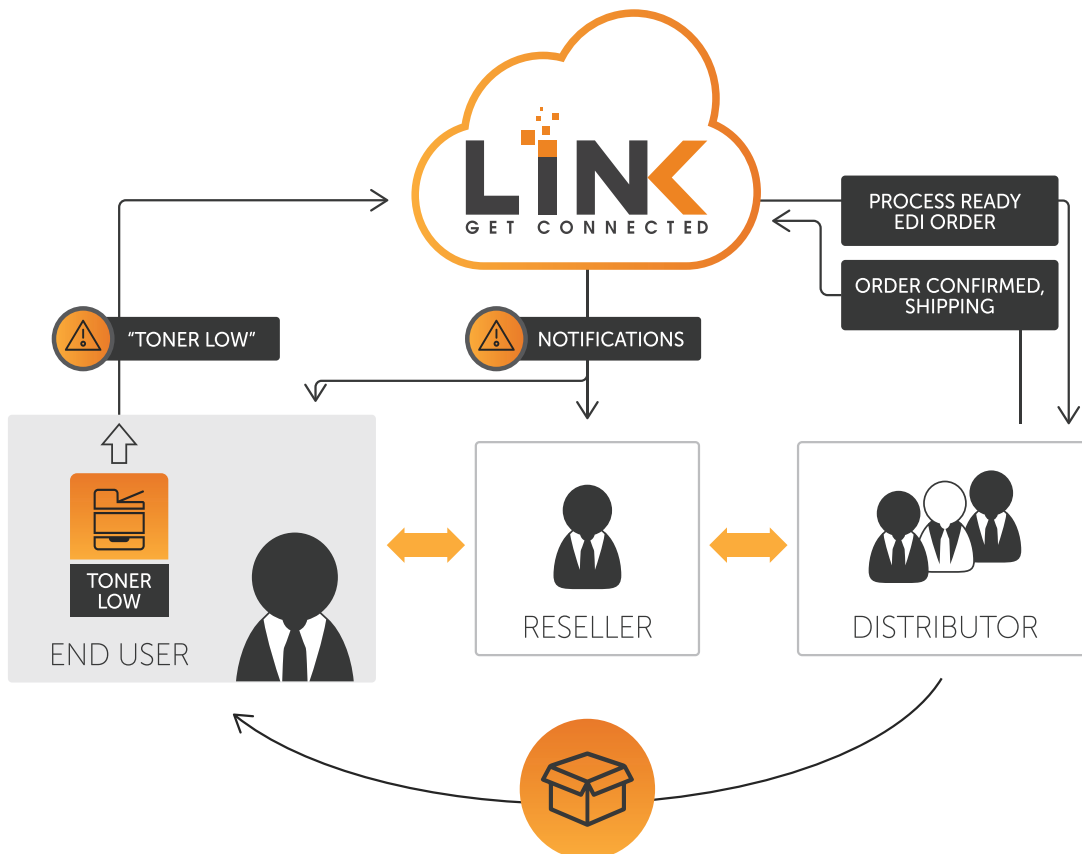 LiNK
GET CONNECTED
PROCESS READY
EDI ORDER
ORDER CONFIRMED,
SHIPPING
“TONER LOW”
NOTIFICATIONS
TONER
LOW
END USER
RESELLER
DISTRIBUTOR